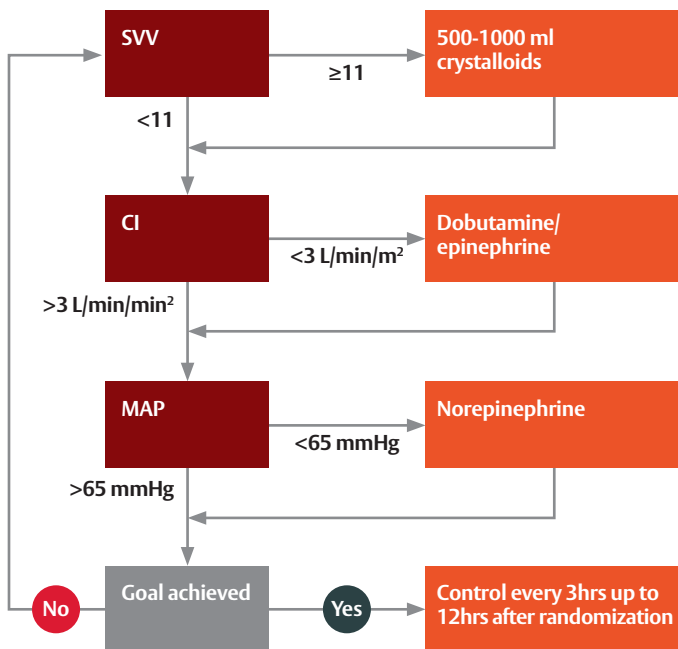 SVV
500-1000 ml
crystalloids
≥11
<11
CI
Dobutamine/
epinephrine
<3 L/min/m²
>3 L/min/min²
MAP
Norepinephrine
<65 mmHg
>65 mmHg
No
Goal achieved
Yes
Control every 3hrs up to
12hrs after randomization